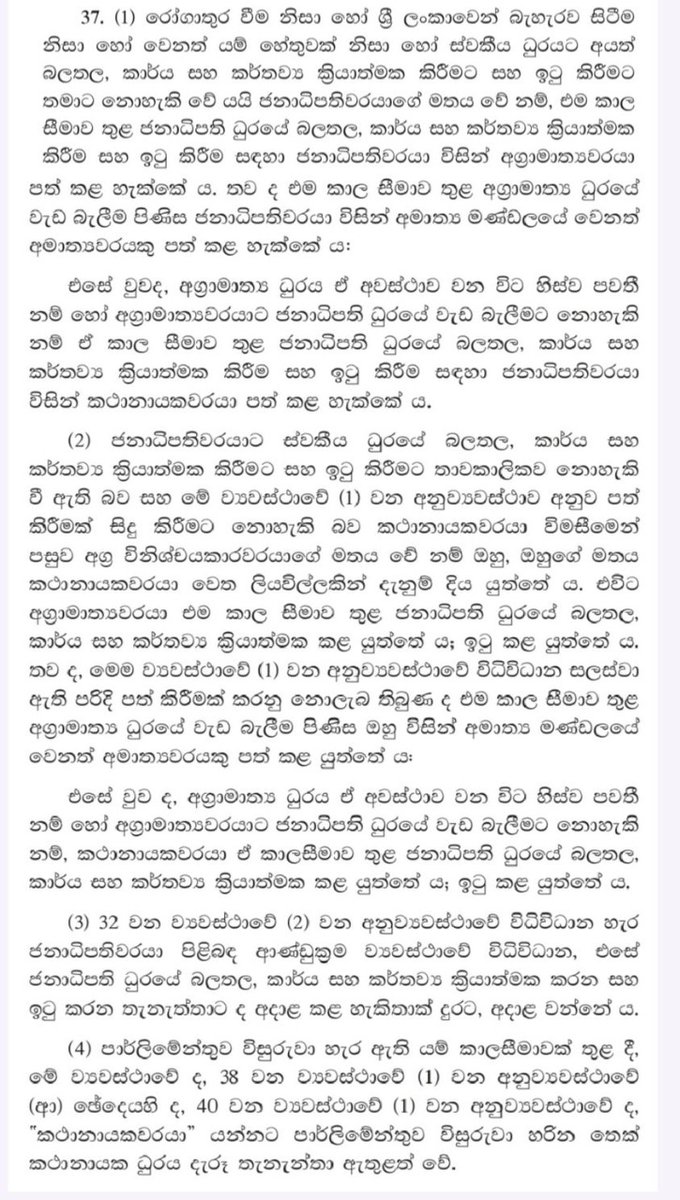 37. (1) රෝගාතුර වීම නිසා හෝ ශ්‍රී ලංකාවෙන් බැහැරව සිටීම
නිසා හෝ වෙනත් යම් හේතුවක් නිසා හෝ ස්වකීය ධුරයට අයත්
බලතල, කාර්ය සහ කර්තව්‍ය ක්‍රියාත්මක කිරීමට සහ ඉටු කිරීමට
තමාට නොහැකි වේ යයි ජනාධිපතිවරයාගේ මතය වේ නම්, එම කාල
සීමාව තුළ ජනාධිපති ධුරයේ බලතල, කාර්ය සහ කර්තව්‍ය ක්‍රියාත්මක
කිරීම සහ ඉටු කිරීම සඳහා ජනාධිපතිවරයා විසින් අග්‍රාමාත්‍යවරයා
පත් කළ හැක්කේ ය. තව ද එම කාල සීමාව තුළ අග්‍රාමාත්‍ය ධුරයේ
වැඩ බැලීම පිණිස ජනාධිපතිවරයා විසින් අමාත්‍ය මණ්ඩලයේ වෙනත්
අමාත්‍යවරයකු පත් කළ හැක්කේ ය:
එසේ වුවද, අග්‍රාමාත්‍ය ධුරය ඒ අවස්ථාව වන විට හිස්ව පවතී
නම් හෝ අග්‍රාමාත්‍යවරයාට ජනාධිපති ධුරයේ වැඩ බැලීමට නොහැකි
නම් ඒ කාල සීමාව තුළ ජනාධිපති ධුරයේ බලතල, කාර්ය සහ
කර්තව්‍ය ක්‍රියාත්මක කිරීම සහ ඉටු කිරීම සඳහා ජනාධිපතිවරයා
විසින් කථානායකවරයා පත් කළ හැක්කේ ය.
(2) ජනාධිපතිවරයාට ස්වකීය ධුරයේ බලතල, කාර්ය සහ
කර්තව්‍ය ක්‍රියාත්මක කිරීමට සහ ඉටු කිරීමට තාවකාලිකව නොහැකි
වී ඇති බව සහ මේ ව්‍යවස්ථාවේ (1) වන අනුව්‍යවස්ථාව අනුව පත්
කිරීමක් සිදු කිරීමට නොහැකි බව කථානායකවරයා විමසීමෙන්
පසුව අග්‍ර විනිශ්චයකාරවරයාගේ මතය වේ නම් ඔහු, ඔහුගේ මතය
කථානායකවරයා වෙත ලියවිල්ලකින් දැනුම් දිය යුත්තේ ය. එවිට
අග්‍රාමාත්‍යවරයා එම කාල සීමාව තුළ ජනාධිපති ධුරයේ බලතල,
කාර්ය සහ කර්තව්‍ය ක්‍රියාත්මක කළ යුත්තේ ය; ඉටු කළ යුත්තේ ය.
තව ද, මෙම ව්‍යවස්ථාවේ (1) වන අනුව්‍යවස්ථාවේ විධිවිධාන සලස්වා
ඇති පරිදි පත් කිරීමක් කරනු නොලැබ තිබුණ ද එම කාල සීමාව තුළ
අග්‍රාමාත්‍ය ධුරයේ වැඩ බැලීම පිණිස ඔහු විසින් අමාත්‍ය මණ්ඩලයේ
වෙනත් අමාත්‍යවරයකු පත් කළ යුත්තේ ය:
එසේ වුව ද, අග්‍රාමාත්‍ය ධුරය ඒ අවස්ථාව වන විට හිස්ව පවතී
නම් හෝ අග්‍රාමාත්‍යවරයාට ජනාධිපති ධුරයේ වැඩ බැලීමට නොහැකි
නම්, කථානායකවරයා ඒ කාලසීමාව තුළ ජනාධිපති ධුරයේ බලතල,
කාර්ය සහ කර්තව්‍ය ක්‍රියාත්මක කළ යුත්තේ ය; ඉටු කළ යුත්තේ ය.
(3) 32 වන ව්‍යවස්ථාවේ (2) වන අනුව්‍යවස්ථාවේ විධිවිධාන හැර
ජනාධිපතිවරයා පිළිබඳ ආණ්ඩුක්‍රම ව්‍යවස්ථාවේ විධිවිධාන, එසේ
ජනාධිපති ධුරයේ බලතල, කාර්ය සහ කර්තව්‍ය ක්‍රියාත්මක කරන සහ
ඉටු කරන තැනැත්තාට ද අදාළ කළ හැකිතාක් දුරට, අදාළ වන්නේ ය.
(4) පාර්ලිමේන්තුව විසුරුවා හැර ඇති යම් කාලසීමාවක් තුළ දී,
මේ ව්‍යවස්ථාවේ ද, 38 වන ව්‍යවස්ථාවේ (1) වන අනුව්‍යවස්ථාවේ
(ආ) ඡේදයෙහි ද, 40 වන ව්‍යවස්ථාවේ (1) වන අනුව්‍යවස්ථාවේ ද,
"කථානායකවරයා" යන්නට පාර්ලිමේන්තුව විසුරුවා හරින තෙක්
කථානායක ධුරය දැරූ තැනැත්තා ඇතුළත් වේ.